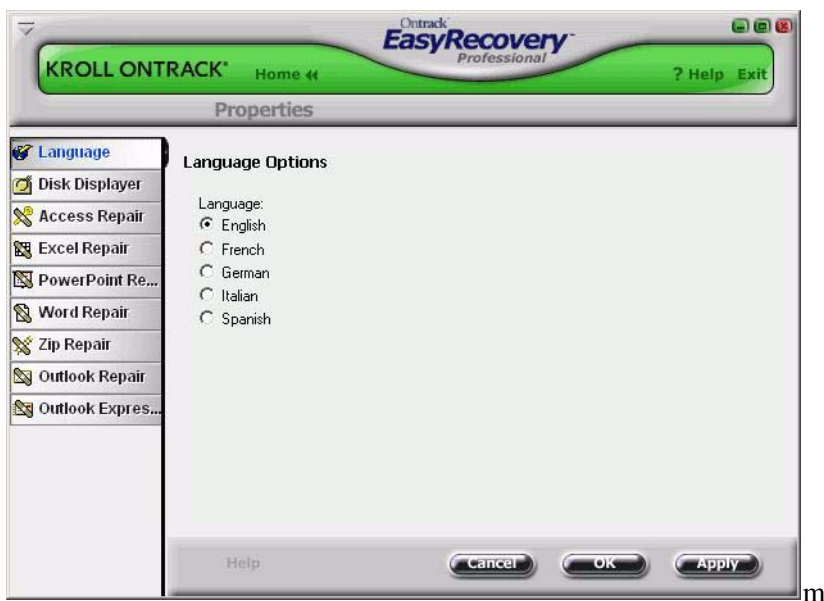 Ontrack
EasyRecovery
Professional
KROLL ONTRACK®
Home
? Help Exit
Properties
Language
Disk Displayer
Access Repair
Excel Repair
PowerPoint Re...
Word Repair
Zip Repair
Outlook Repair
Outlook Expres...
Language Options
Language:
English
French
German
Italian
Spanish
Help
Cancel
OK
Apply
m